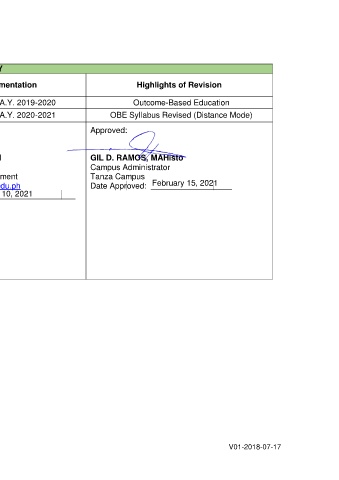 Y
mentation Highlights of Revision
A.Y. 2019-2020 Outcome-Based Education
A.Y. 2020-2021 OBE Syllabus Revised (Distance Mode)
Approved:
GIL D. RAMOS, MAHisto
Campus Administrator
ment Tanza Campus
du.ph Date Approved: February 15, 2021
10, 2021
V01-2018-07-17